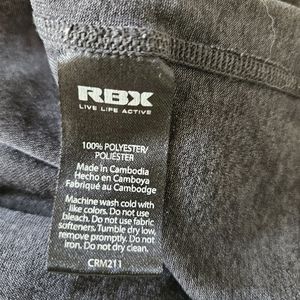 RBX
LIVE LIFE ACTIVE
100% POLYESTER/
POLIÉSTER
Made in Cambodia
Hecho en Camboya
Fabriqué au Cambodge
Machine wash cold with
like colors. Do not use
bleach. Do not use fabric
softeners. Tumble dry low,
remove promptly. Do not
iron. Do not dry clean.
CRM211